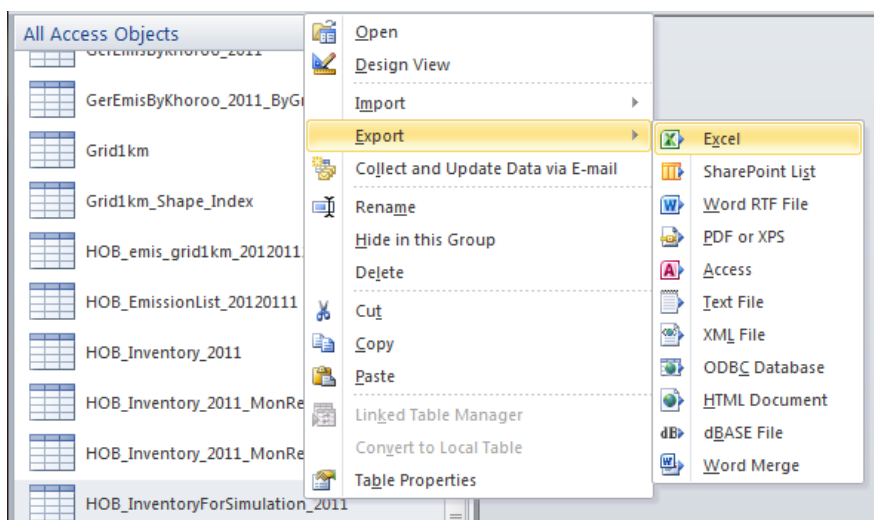 All Access Objects
GerEmisByKhoroo_2011
GerEmisByKhoroo_2011_ByG
Grid1km
Grid1km_Shape_Index
HOB_emis_grid1km_2012011
HOB_EmissionList_20120111
HOB_Inventory_2011
HOB_Inventory_2011_MonRe
HOB_Inventory_2011_MonRe
HOB_InventoryForSimulation_2011
Open
Design View
Import
Export
Collect and Update Data via E-mail
Rename
Hide in this Group
Delete
Cut
Copy
Paste
Linked Table Manager
Convert to Local Table
Table Properties
Excel
SharePoint List
Word RTF File
PDF or XPS
Access
Text File
XML File
ODBC Database
HTML Document
dBASE File
Word Merge